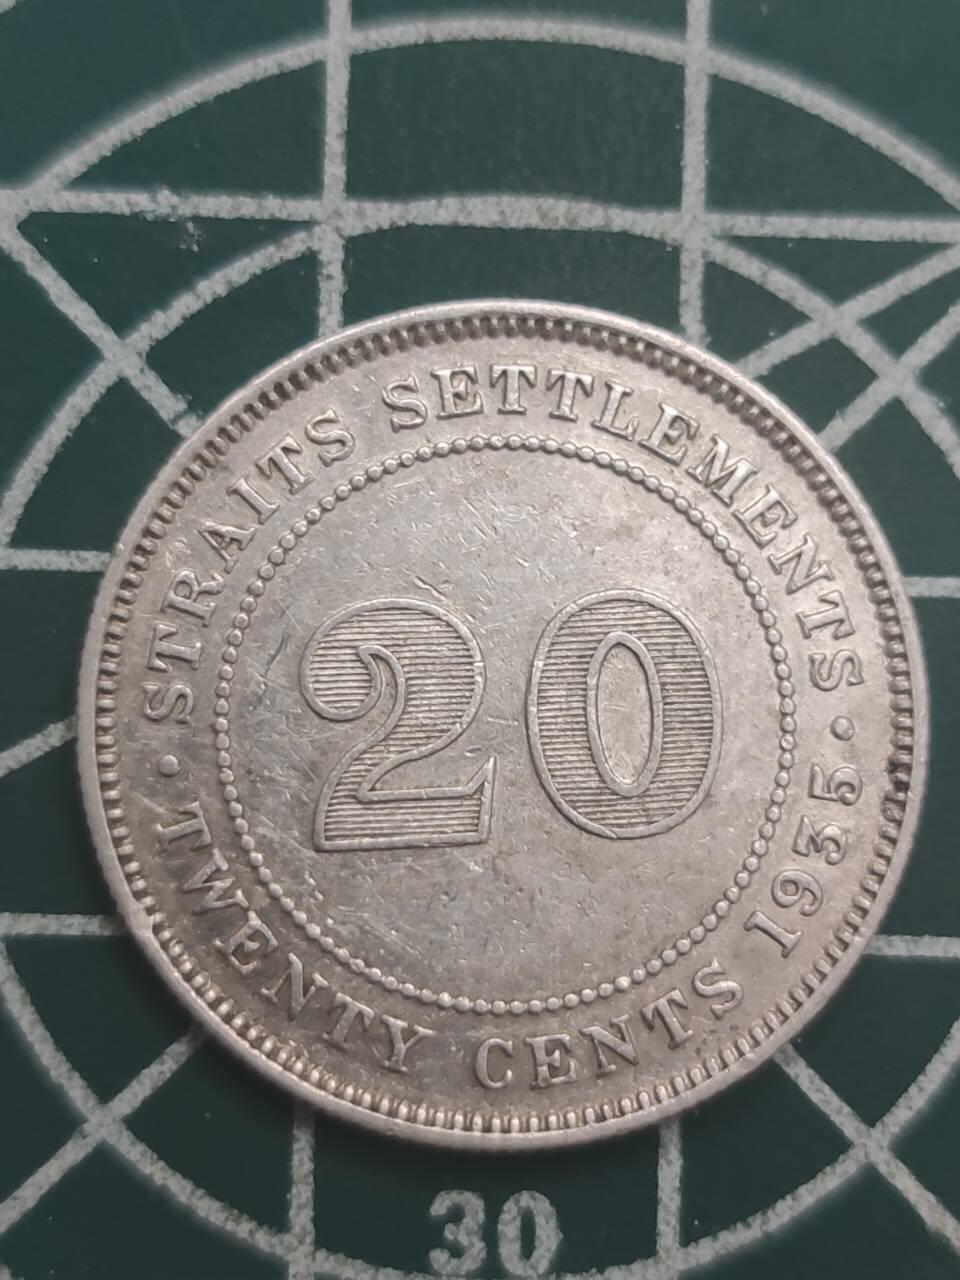 · STRAITS SETTLEMENTS ·
20
TWENTY CENTS 1935
30